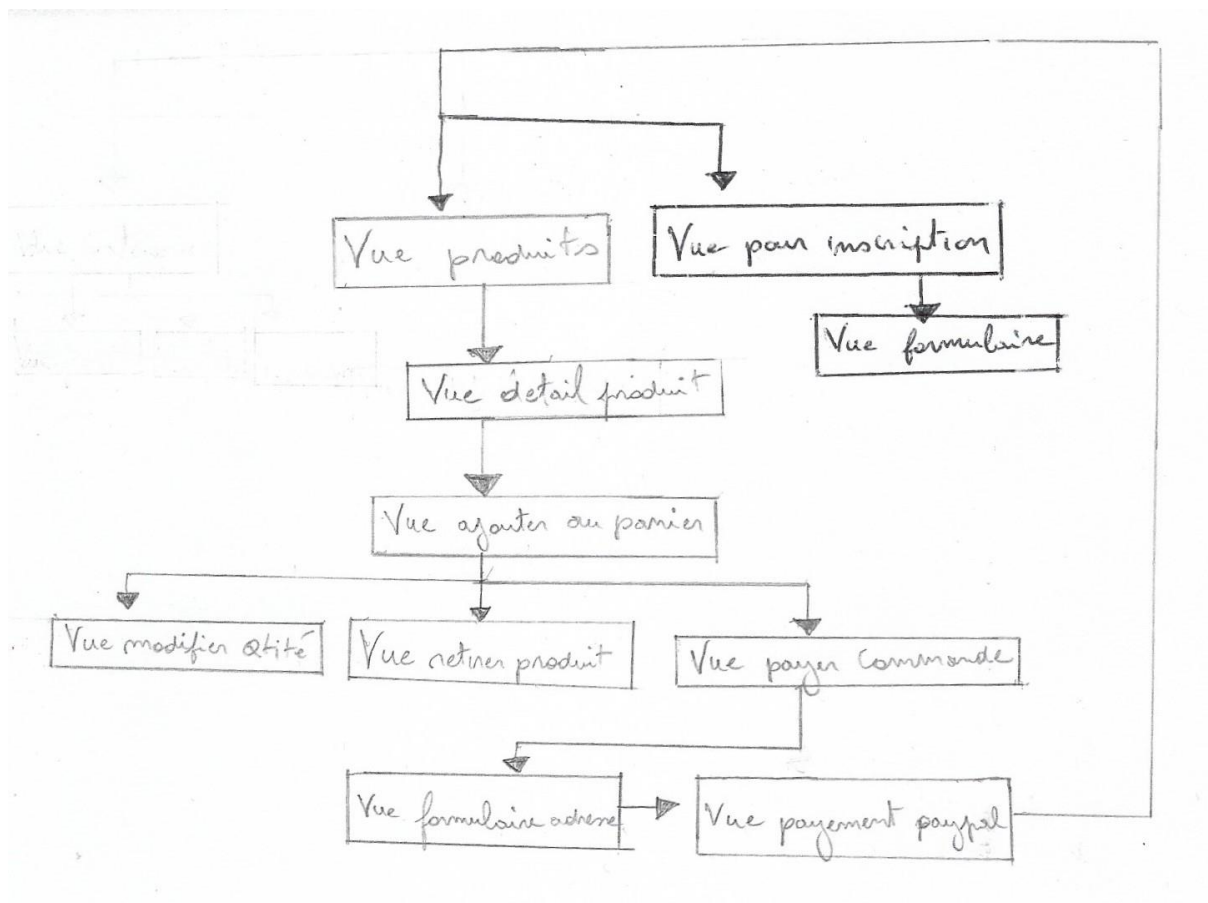 Vue produits
Vue pour inscription
Vue formulaire
Vue détail produit
Vue ajouter au panier
Vue modifier Qtité
Vue retirer produit
Vue payer Commande
Vue formulaire adresse
Vue payement paypal